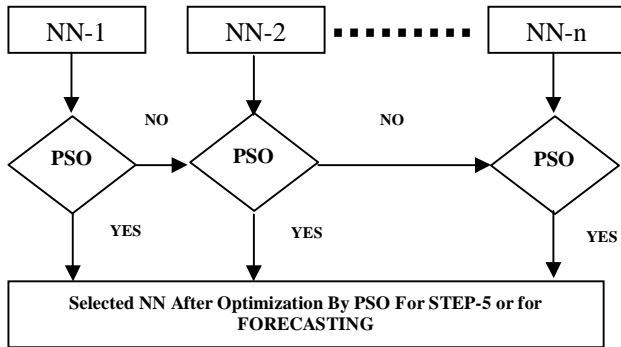 NN-1
NN-2
NN-n
NO
NO
PSO
PSO
PSO
YES
YES
YES
Selected NN After Optimization By PSO For STEP-5 or for
FORECASTING